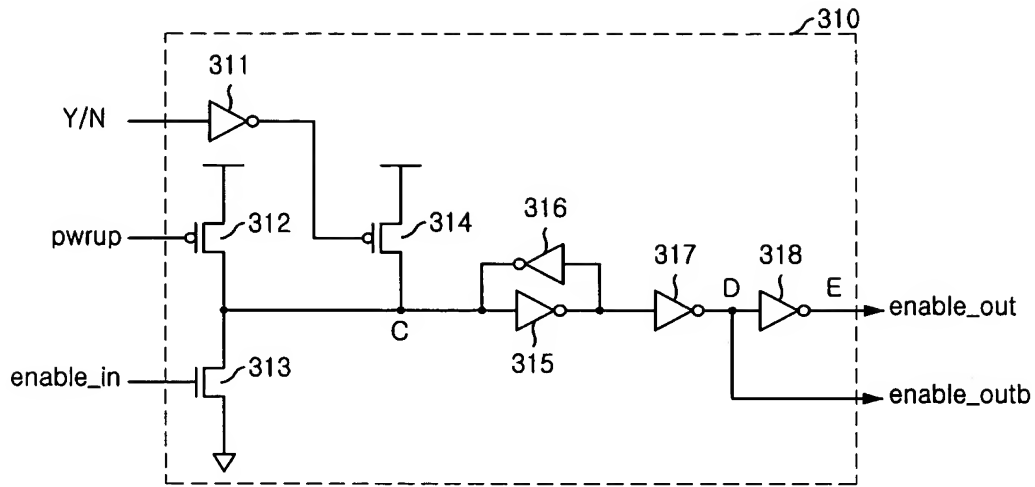 310
311
Y/N
312
314
316
317
318
pwrup
D
E
enable_out
C
315
enable_in
313
enable_outb